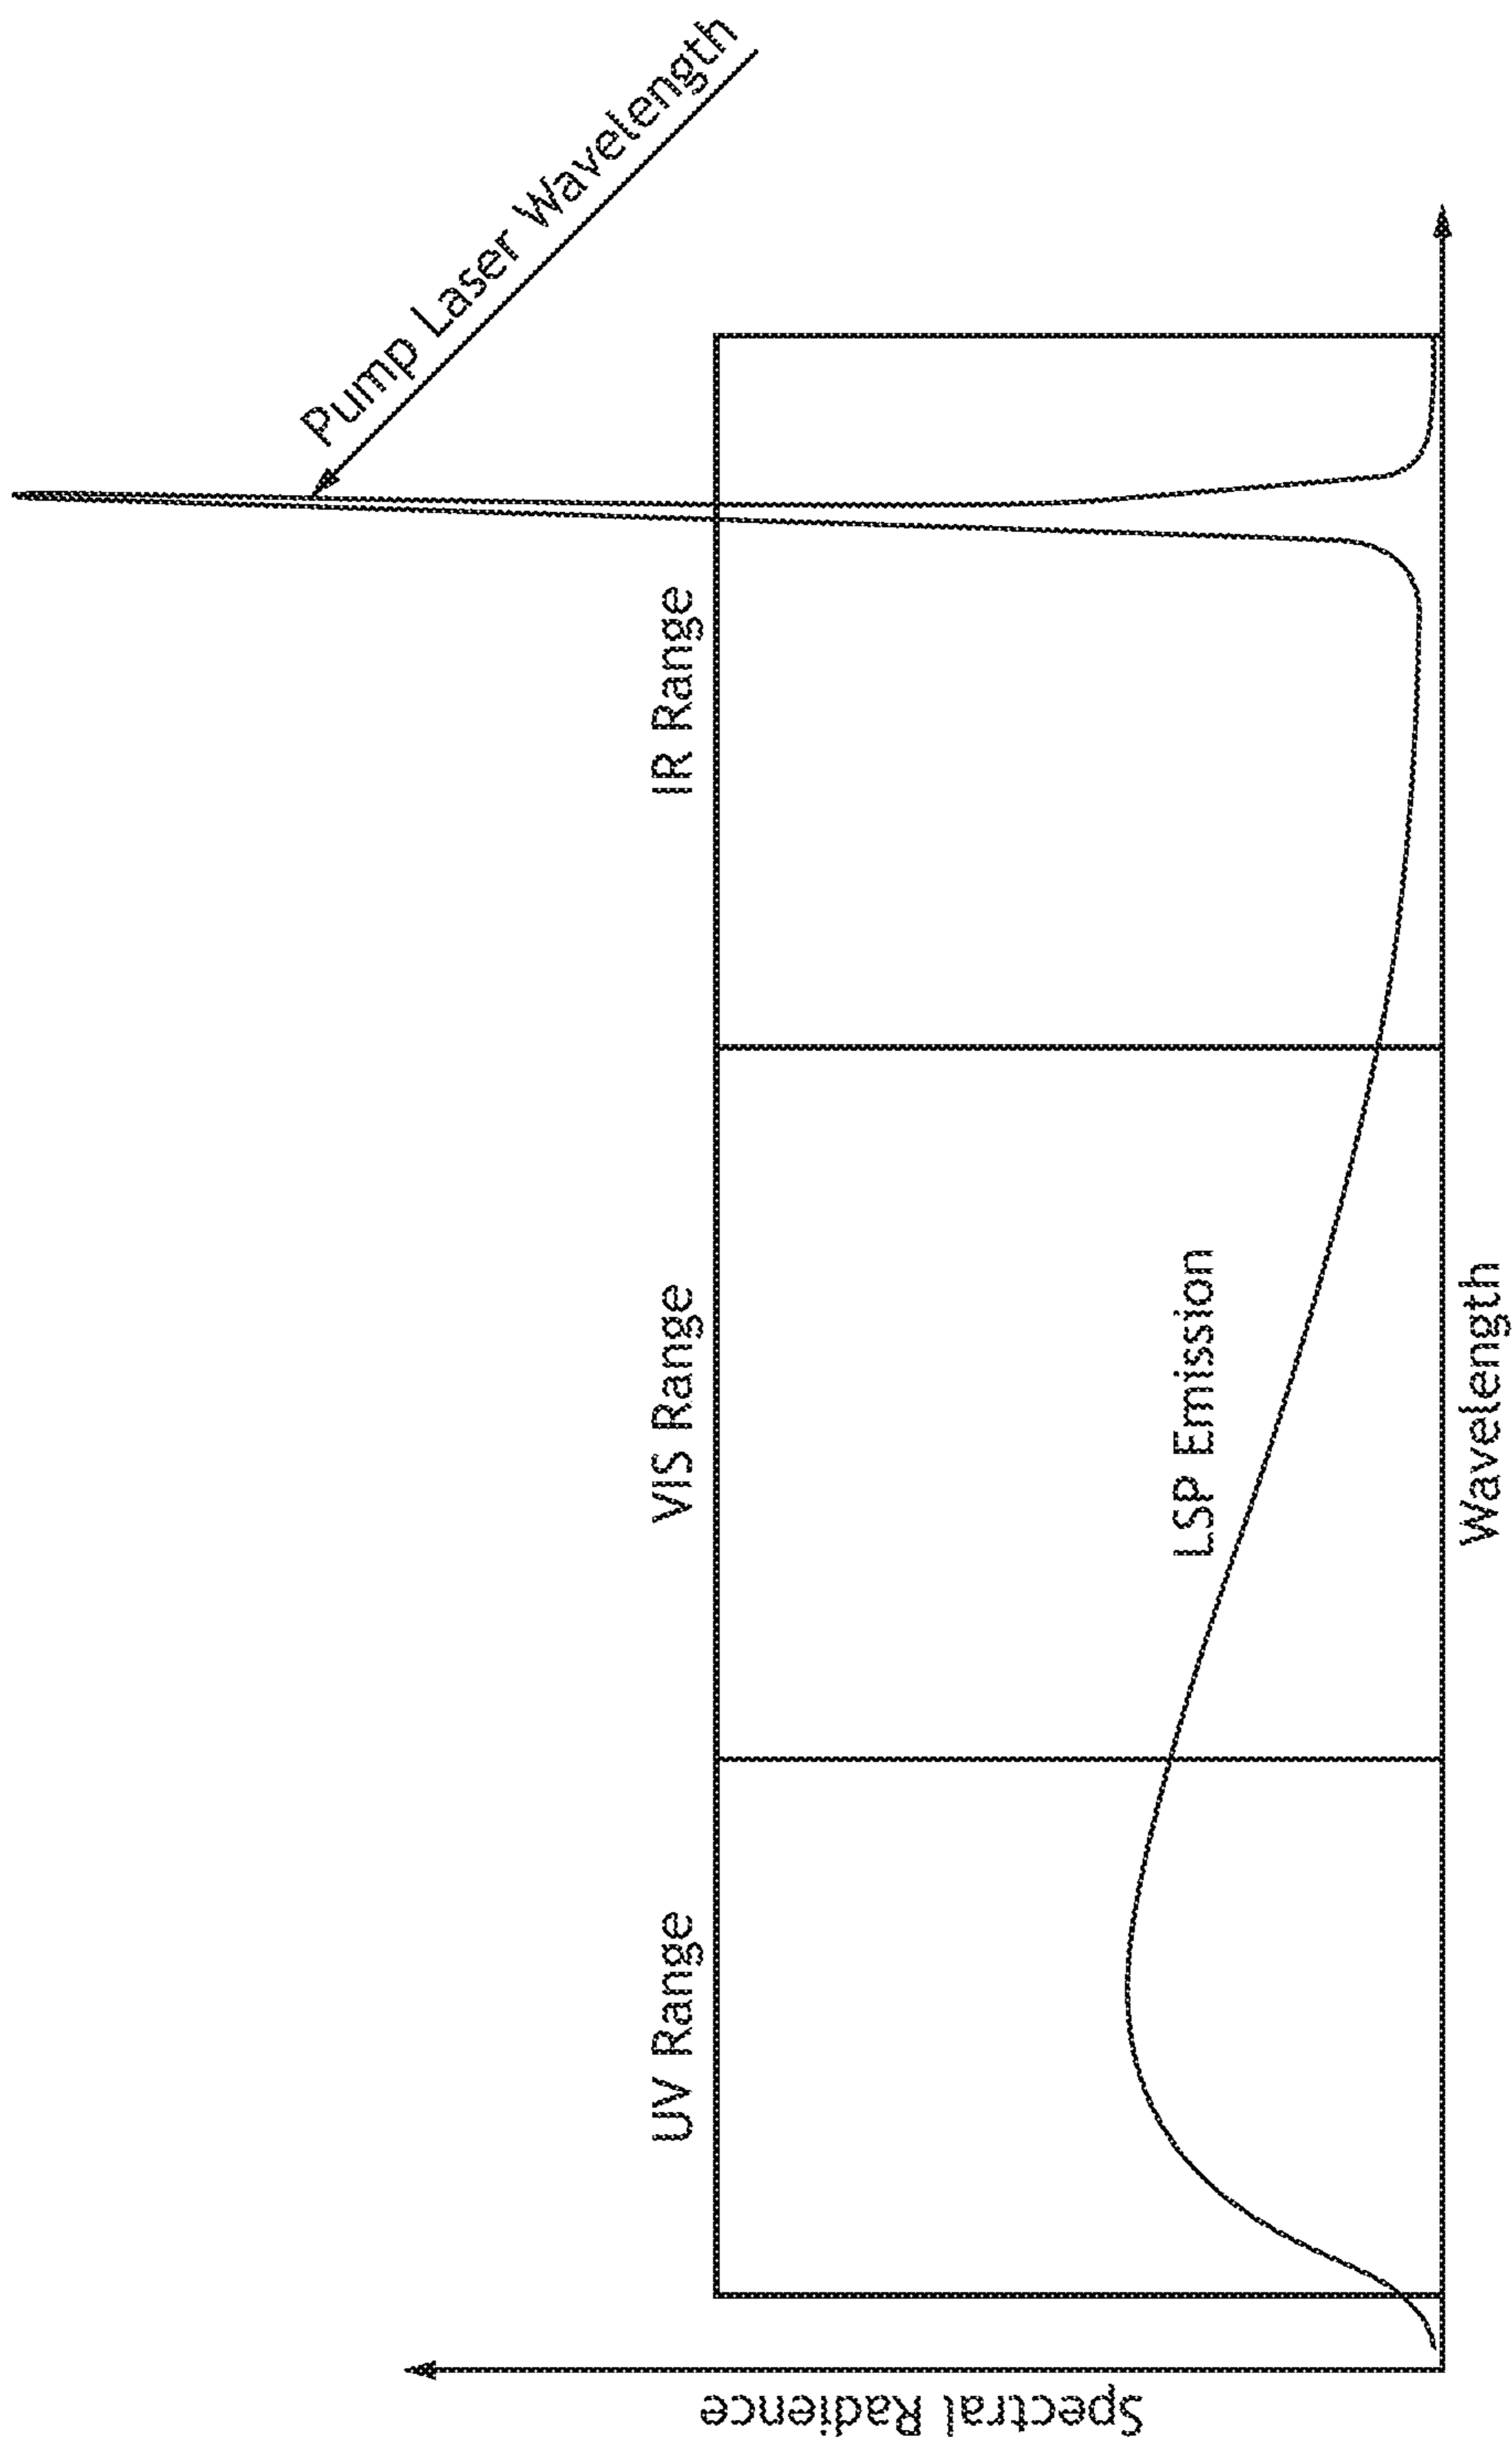 Pump Laser Wavelength
UV Range
VIS Range
IR Range
LSP Emission
Spectral Radience
Wavelength